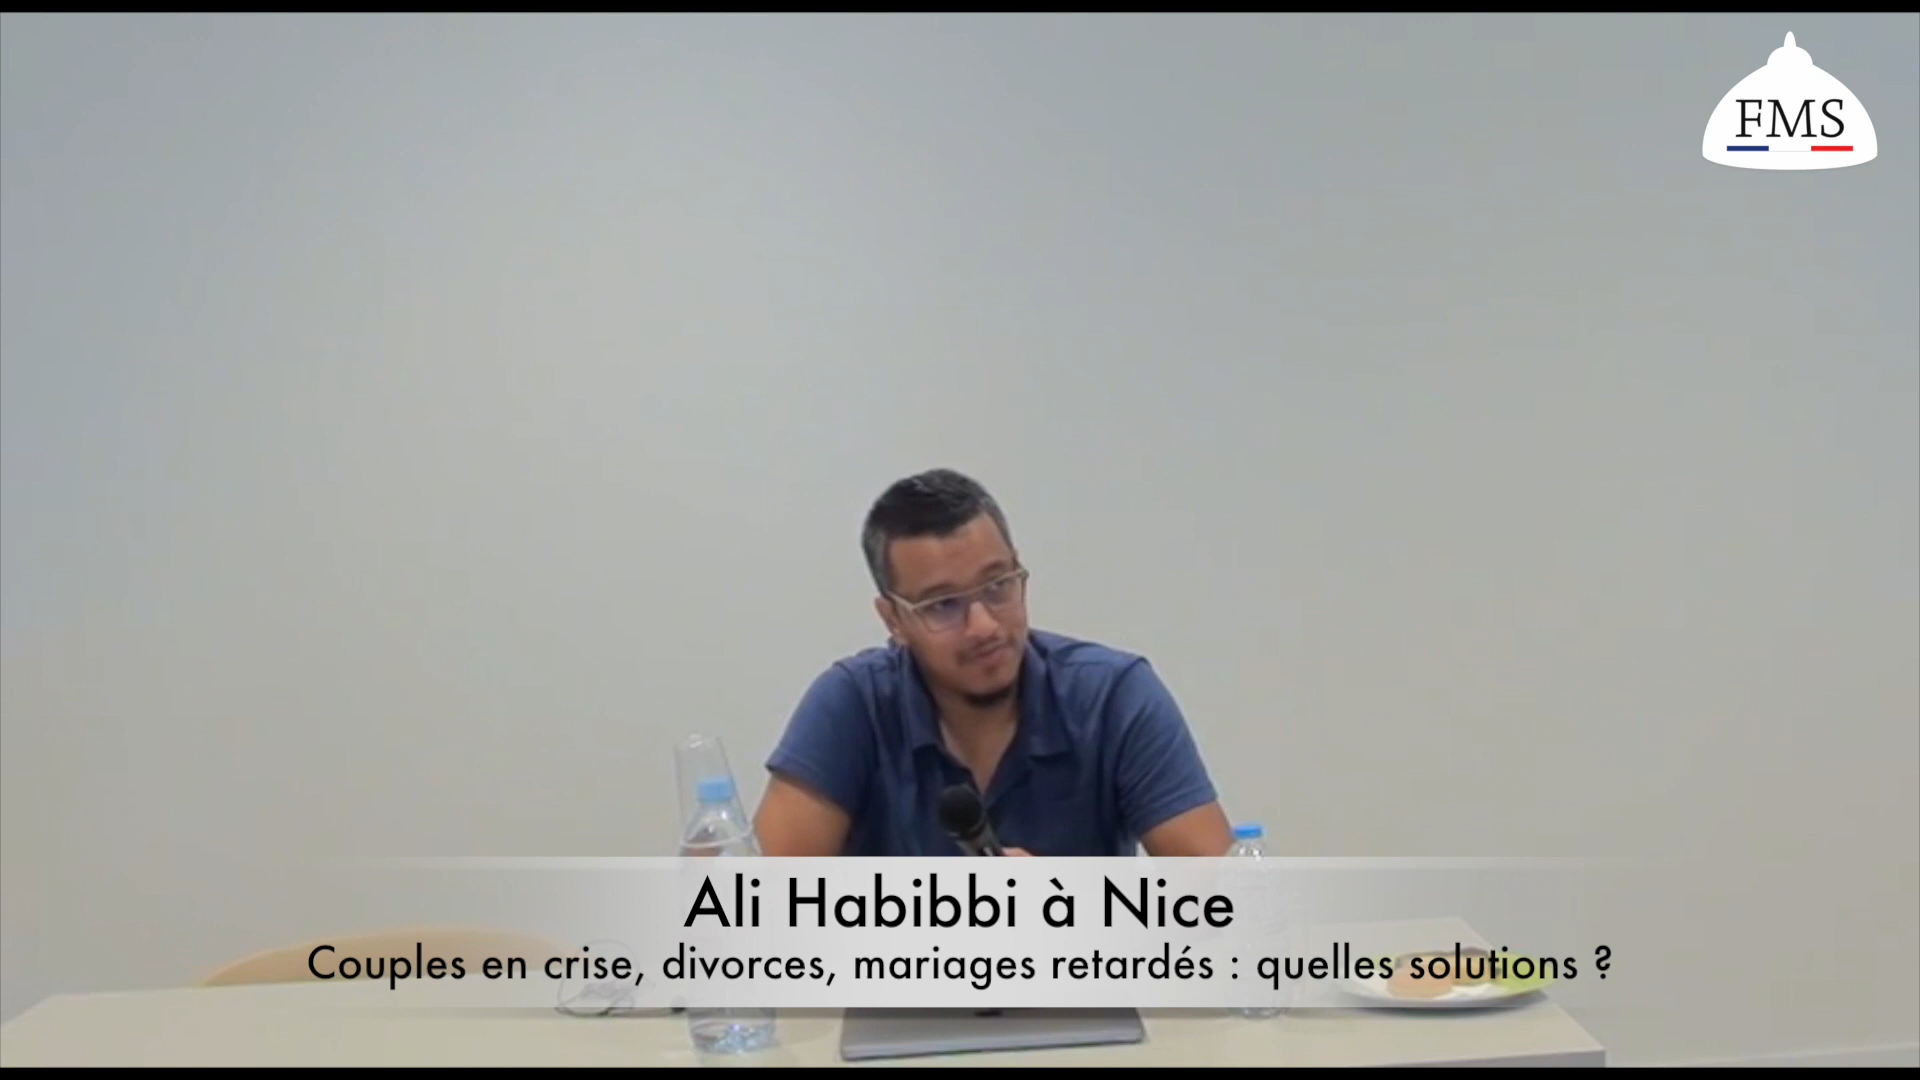 FMS
Ali Habibbi à Nice
Couples en crise, divorces, mariages retardés : quelles solutions ?